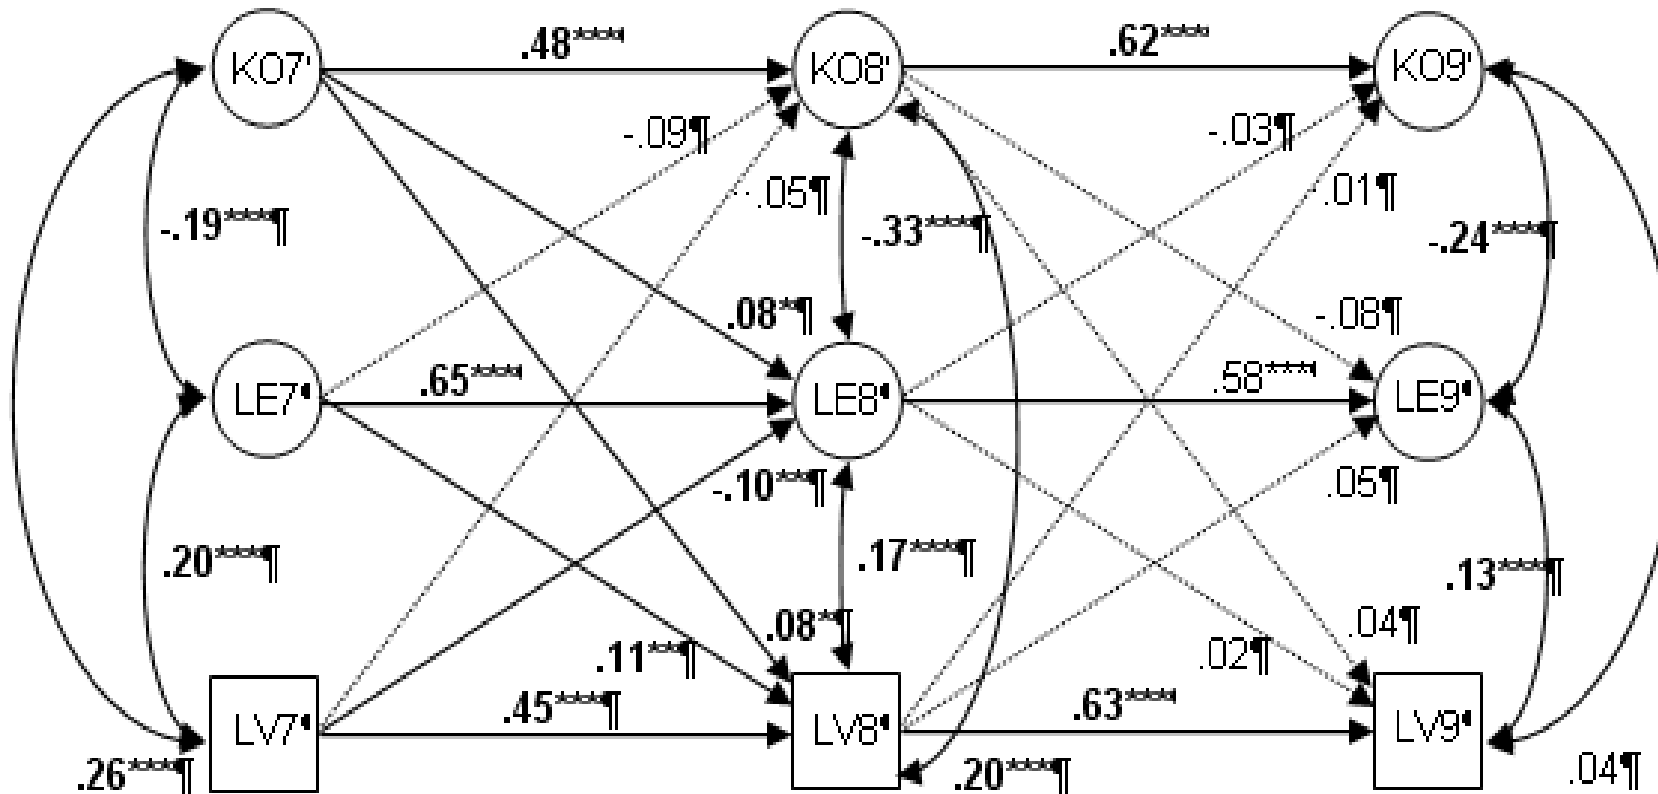 KO7' .48*** KO8' .62*** KO9'
-.09¶ -.03¶
-.05¶ .01¶
-.19***¶ -.33***¶ -.24***¶
.08*¶ -.08¶
LE7¶ .65*** LE8¶ .58*** LE9¶
-.10**¶ .05¶
.20***¶ .17***¶ .13***¶
.08*¶ .04¶
.11**¶ .02¶
LV7¶ .45***¶ LV8¶ .63*** LV9¶
.26***¶ .20***¶ .04¶